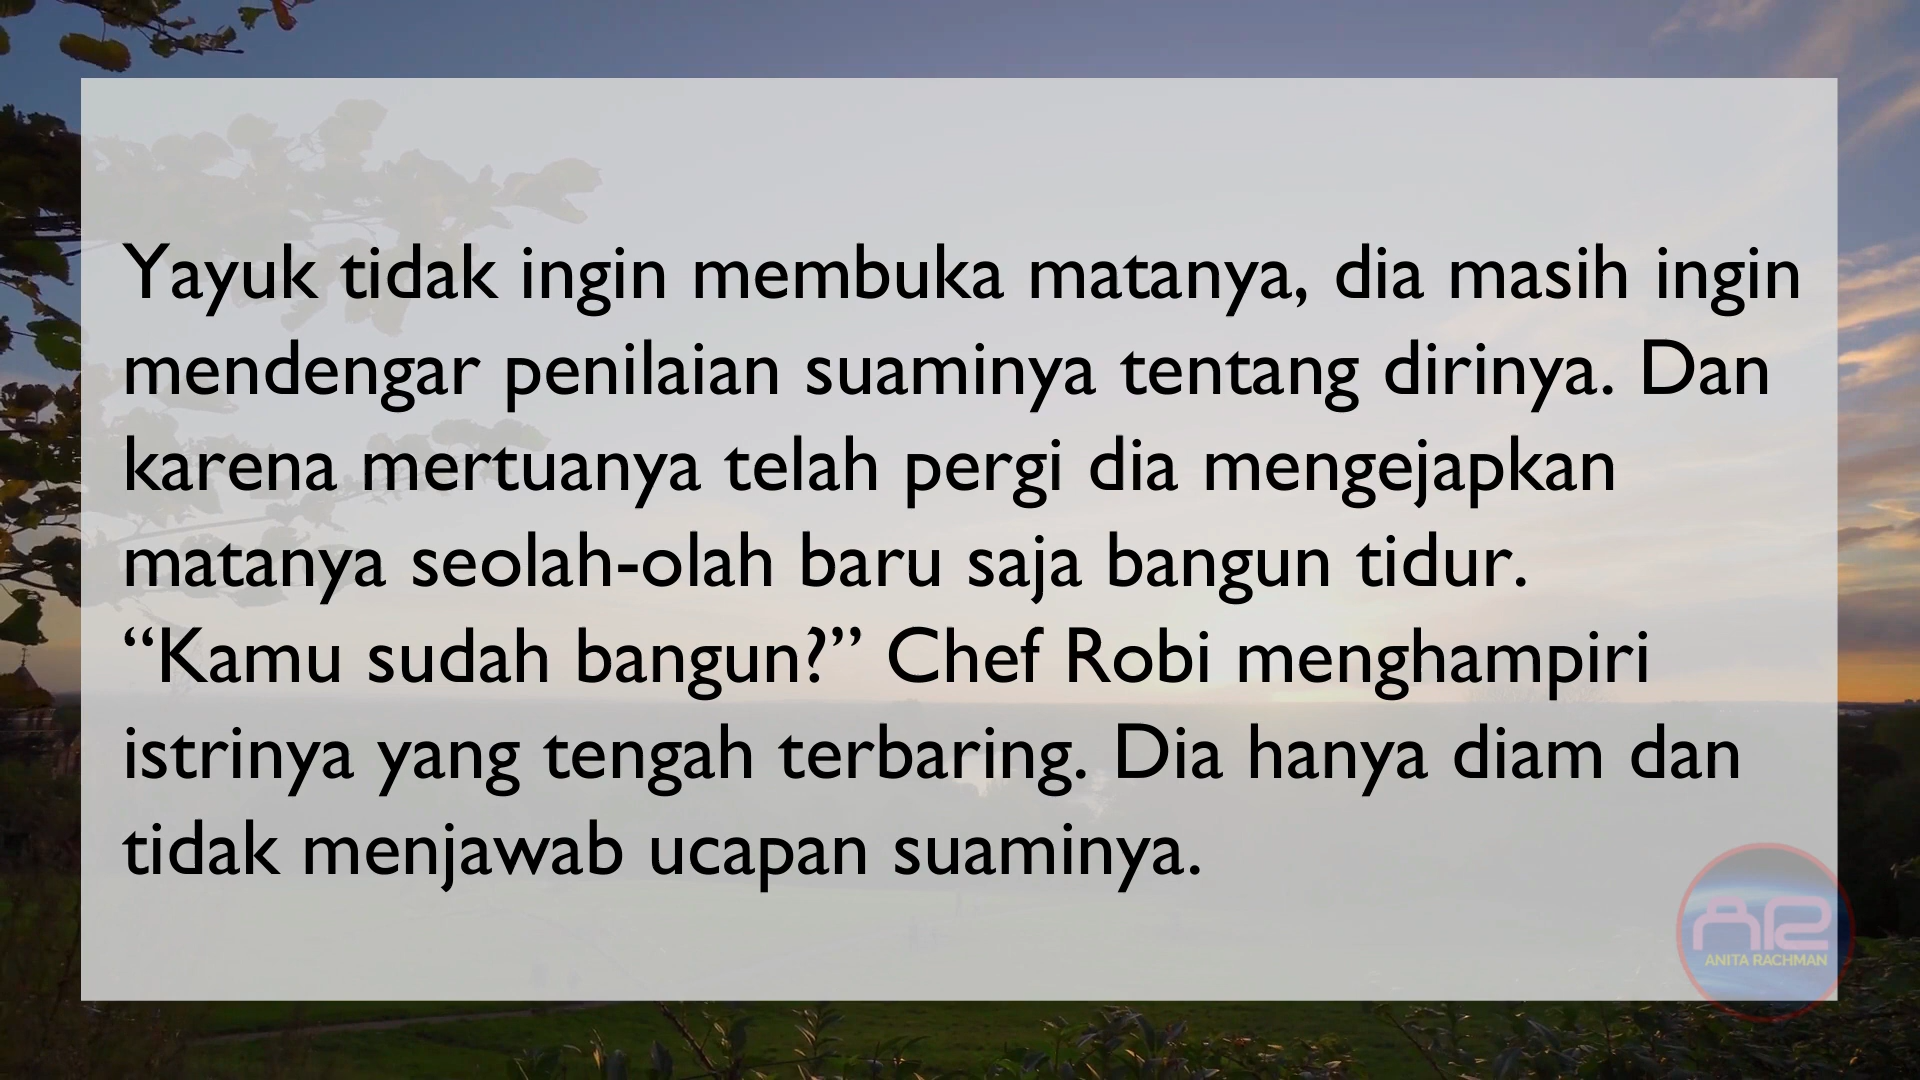 Yayuk tidak ingin membuka matanya, dia masih ingin
mendengar penilaian suaminya tentang dirinya. Dan
karena mertuanya telah pergi dia mengejapkan
matanya seolah-olah baru saja bangun tidur.
“Kamu sudah bangun?” Chef Robi menghampiri
istrinya yang tengah terbaring. Dia hanya diam dan
tidak menjawab ucapan suaminya.
AR
ANITA RACHMAN